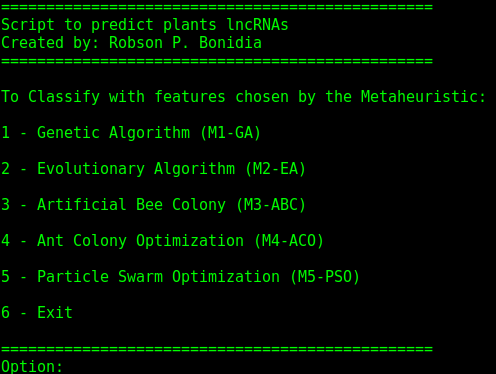 ================================================
Script to predict plants lncRNAs
Created by: Robson P. Bonidia
================================================
To Classify with features chosen by the Metaheuristic:
1 - Genetic Algorithm (M1-GA)
2 - Evolutionary Algorithm (M2-EA)
3 - Artificial Bee Colony (M3-ABC)
4 - Ant Colony Optimization (M4-ACO)
5 - Particle Swarm Optimization (M5-PSO)
6 - Exit
================================================
Option: